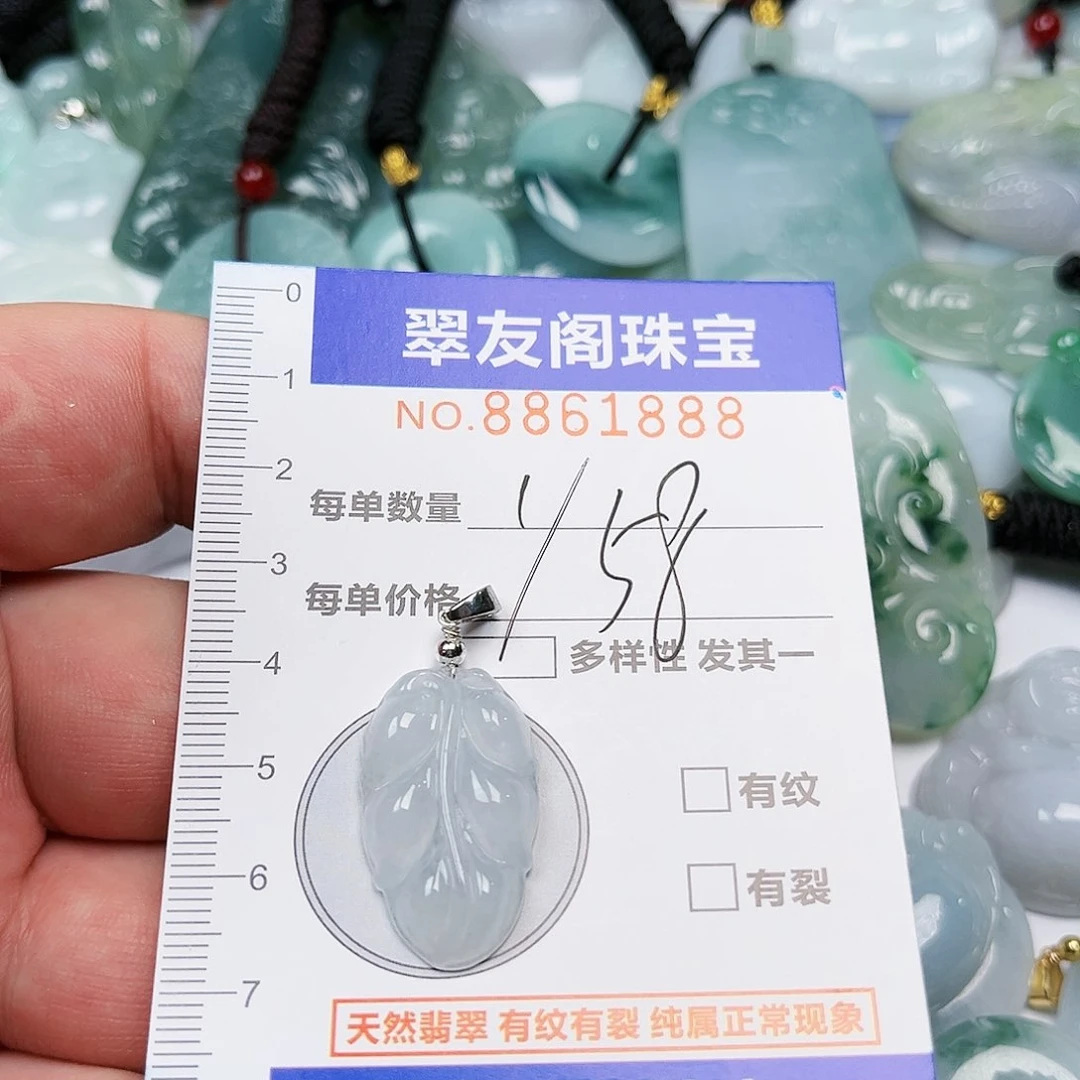 翠友阁珠宝
NO.8861888
每单数量 1/58
每单价格
多样性 发其一
有纹
有裂
天然翡翠 有纹有裂 纯属正常现象
0
1
2
3
4
5
6
7